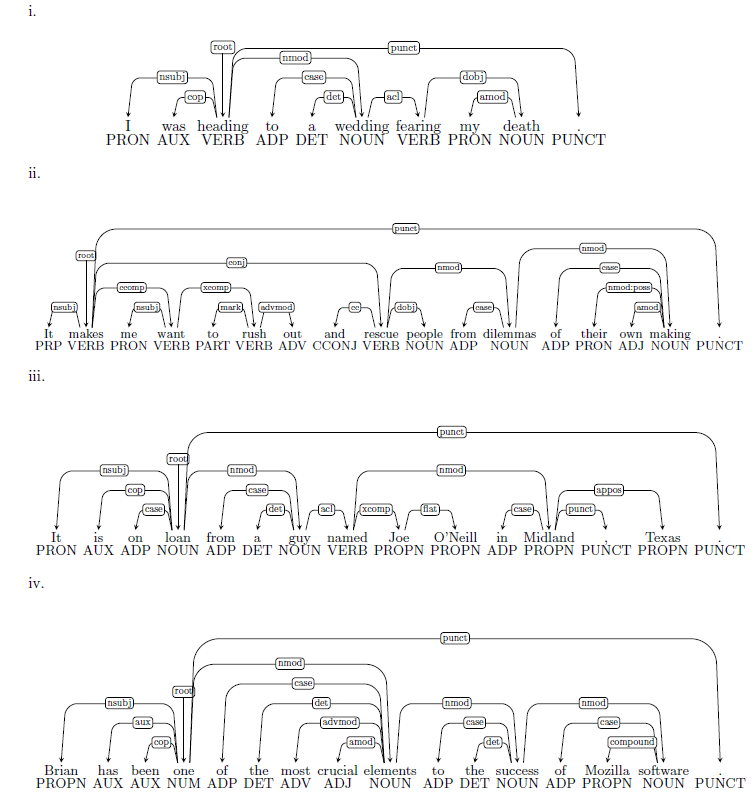 i.
root
punct
nmod
nsubj
case
dobj
cop
det
acl
amod
I was heading to a wedding fearing my death .
PRON AUX VERB ADP DET NOUN VERB PRON NOUN PUNCT
ii.
punct
root
nmod
conj
nmod
case
ccomp
xcomp
nmod:poss
nsubj
nsubj
mark
advmod
cc
dobj
case
amod
It makes me want to rush out and rescue people from dilemmas of their own making .
PRP VERB PRON VERB PART VERB ADV CCONJ VERB NOUN ADP NOUN ADP PRON ADJ NOUN PUNCT
iii.
punct
root
nsubj
nmod
nmod
cop
case
appos
case
det
acl
xcomp
flat
case
punct
It is on loan from a guy named Joe O'Neill in Midland , Texas .
PRON AUX ADP NOUN ADP DET NOUN VERB PROPN PROPN ADP PROPN PUNCT PROPN PUNCT
iv.
punct
nmod
case
root
nsubj
det
nmod
nmod
aux
advmod
case
case
cop
amod
det
compound
Brian has been one of the most crucial elements to the success of Mozilla software .
PROPN AUX AUX NUM ADP DET ADV ADJ NOUN ADP DET NOUN ADP PROPN NOUN PUNCT